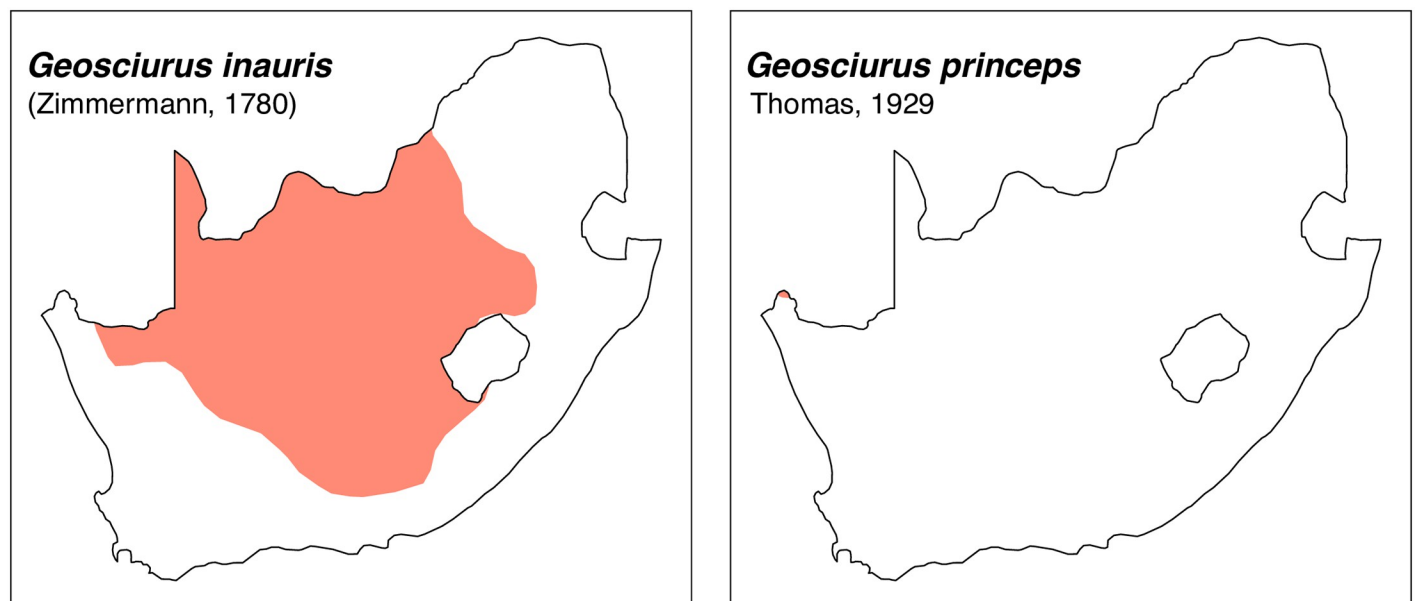 Geosciurus inauris
(Zimmermann, 1780)
Geosciurus princeps
Thomas, 1929